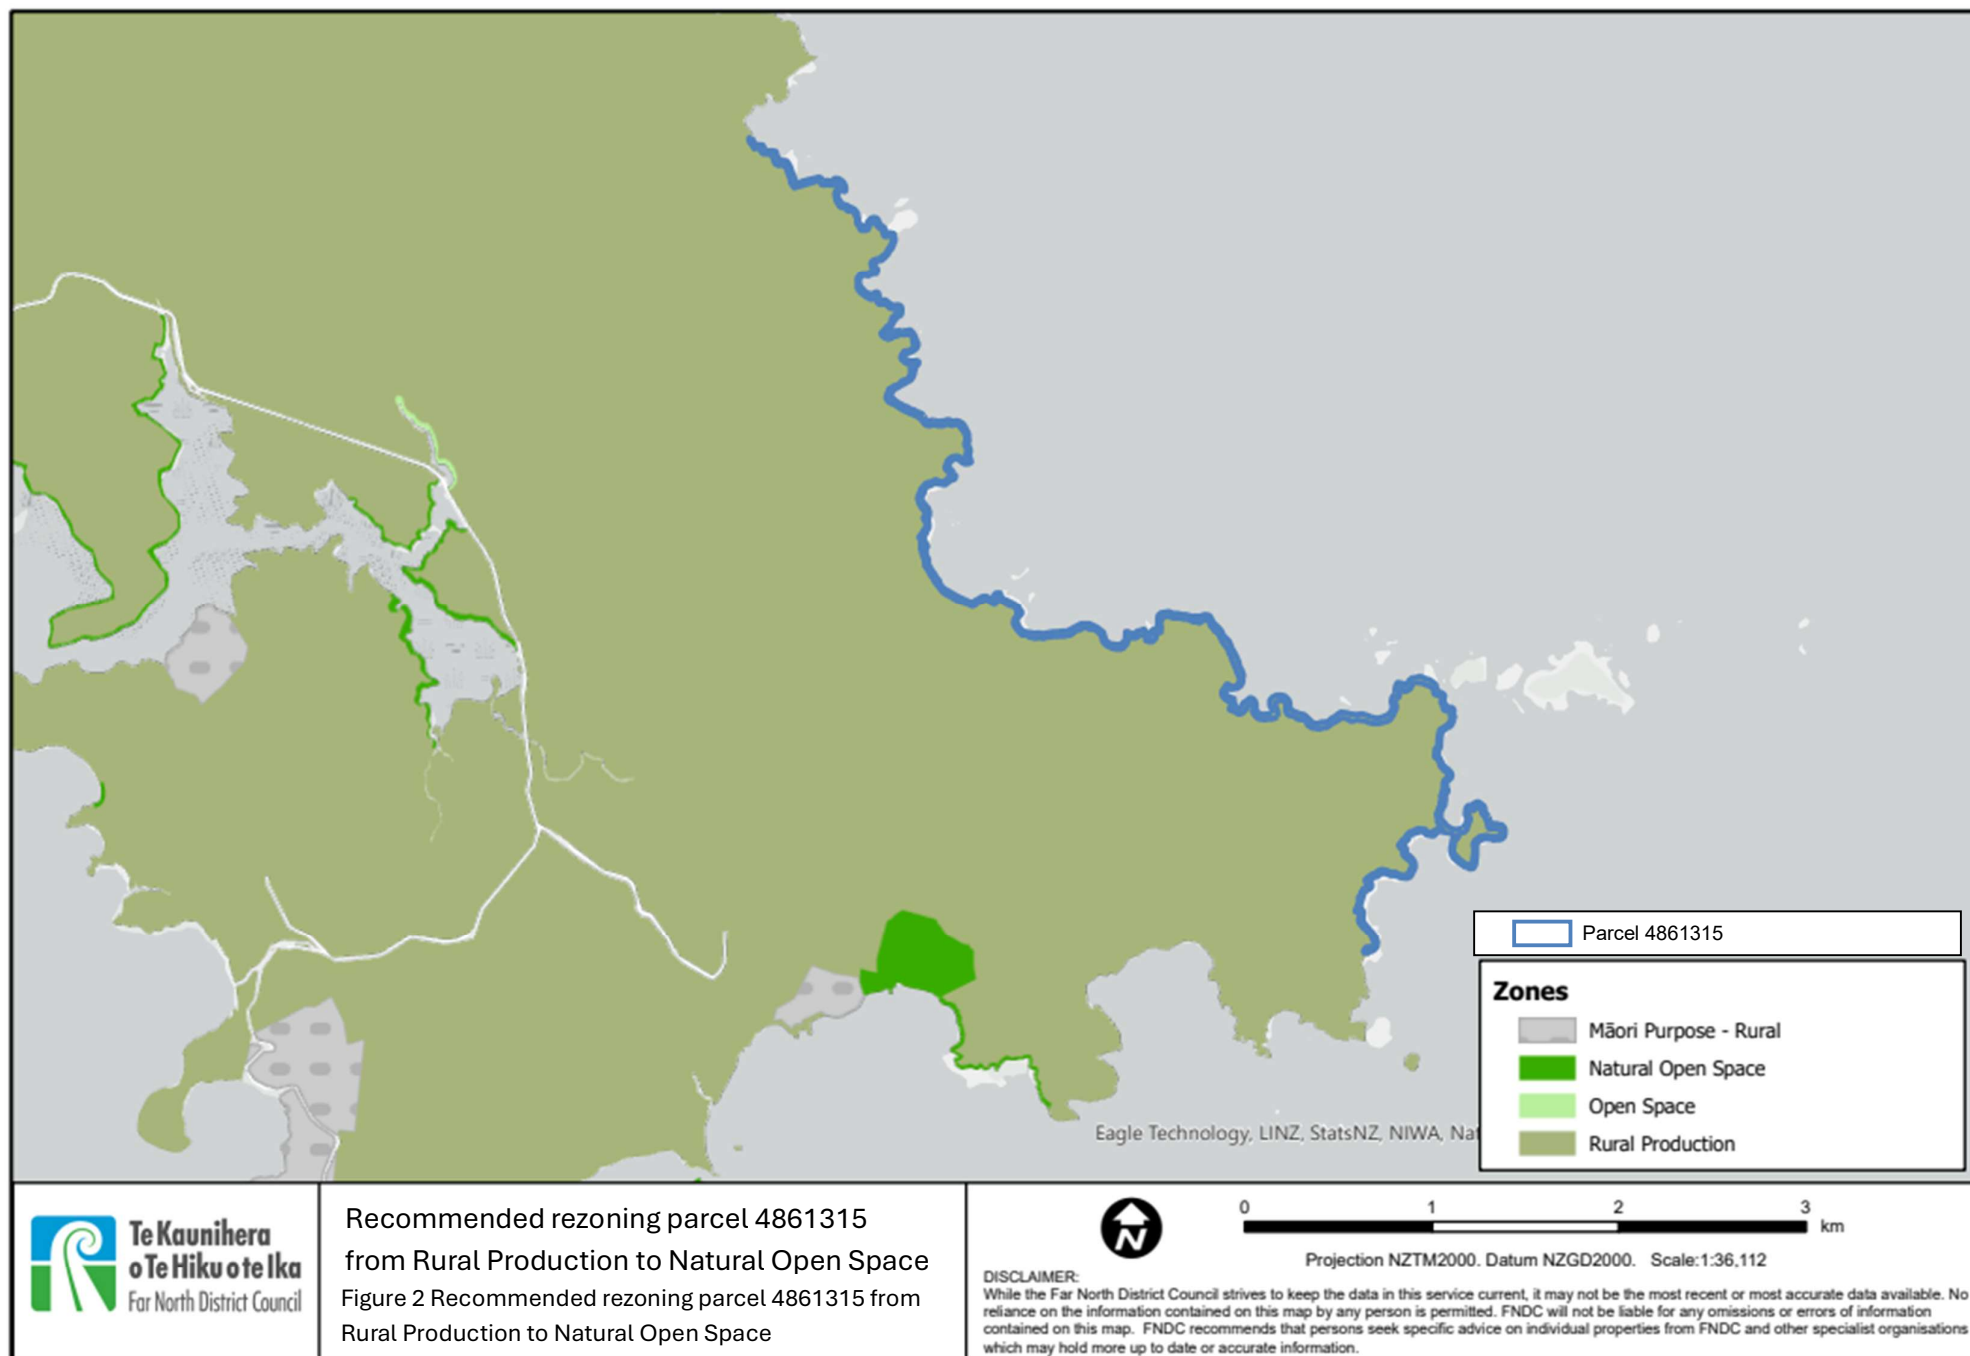 Parcel 4861315
Zones
Māori Purpose - Rural
Natural Open Space
Open Space
Rural Production
Eagle Technology, LINZ, StatsNZ, NIWA, Nat
Te Kaunihera
o Te Hiku o te Ika
Far North District Council
Recommended rezoning parcel 4861315
from Rural Production to Natural Open Space
Figure 2 Recommended rezoning parcel 4861315 from
Rural Production to Natural Open Space
N
0 1 2 3
km
Projection NZTM2000. Datum NZGD2000. Scale:1:36,112
DISCLAIMER:
While the Far North District Council strives to keep the data in this service current, it may not be the most recent or most accurate data available. No
reliance on the information contained on this map by any person is permitted. FNDC will not be liable for any omissions or errors of information
contained on this map. FNDC recommends that persons seek specific advice on individual properties from FNDC and other specialist organisations
which may hold more up to date or accurate information.